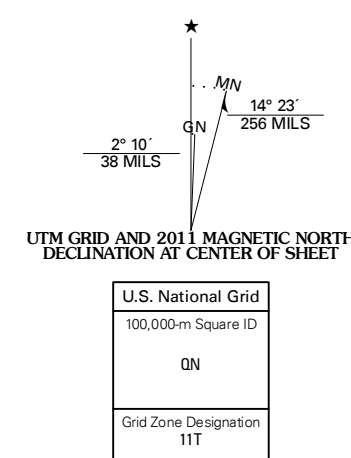 ★
MN
GN
14° 23´
256 MILS
2° 10´
38 MILS
UTM GRID AND 2011 MAGNETIC NORTH
DECLINATION AT CENTER OF SHEET
U.S. National Grid
100,000-m Square ID
QN
Grid Zone Designation
11T